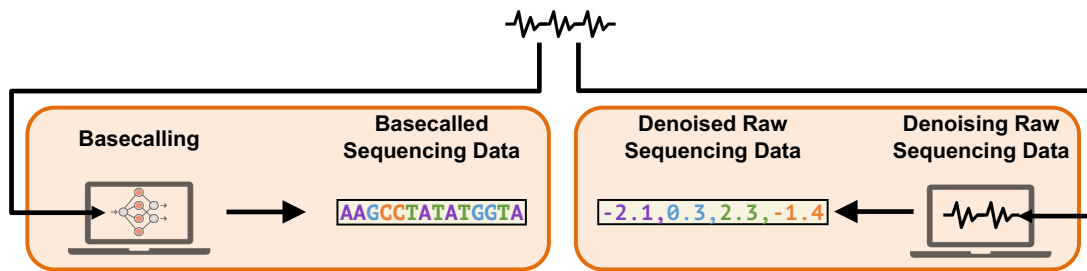 Basecalling
Basecalled
Sequencing Data
AAGCCTATATGGTA
Denoised Raw
Sequencing Data
-2.1,0.3,2.3,-1.4
Denoising Raw
Sequencing Data